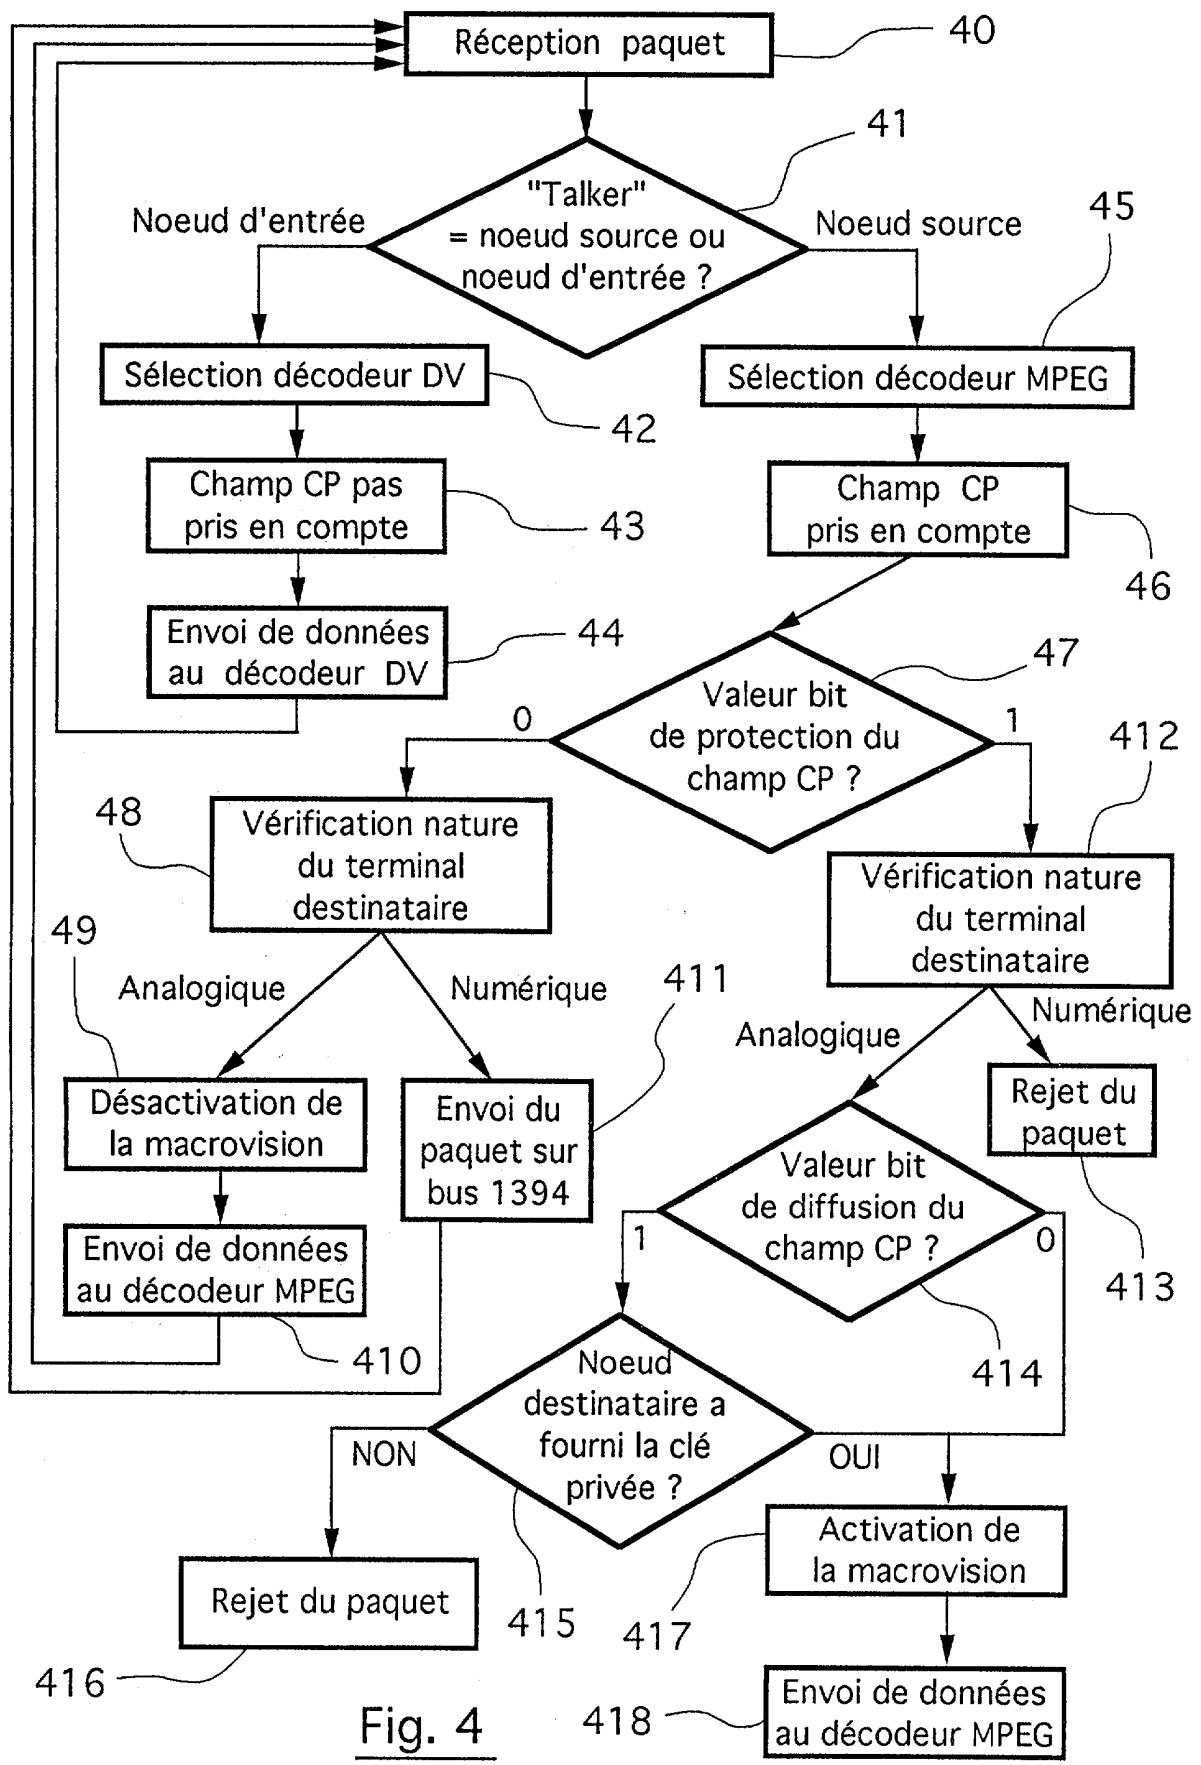 Réception paquet
40
41
"Talker"
= noeud source ou
noeud d'entrée ?
Noeud d'entrée
Noeud source
45
Sélection décodeur DV
42
Sélection décodeur MPEG
Champ CP pas
pris en compte
43
Champ CP
pris en compte
46
Envoi de données
au décodeur DV
44
Valeur bit
de protection du
champ CP ?
47
0
1
412
48
Vérification nature
du terminal
destinataire
Vérification nature
du terminal
destinataire
49
Analogique
Numérique
411
Analogique
Numérique
Désactivation de
la macrovision
Envoi du
paquet sur
bus 1394
Rejet du
paquet
413
Valeur bit
de diffusion du
champ CP ?
1
0
414
Envoi de données
au décodeur MPEG
410
Noeud
destinataire a
fourni la clé
privée ?
NON
OUI
415
Rejet du paquet
416
Activation de
la macrovision
417
Envoi de données
au décodeur MPEG
418
Fig. 4